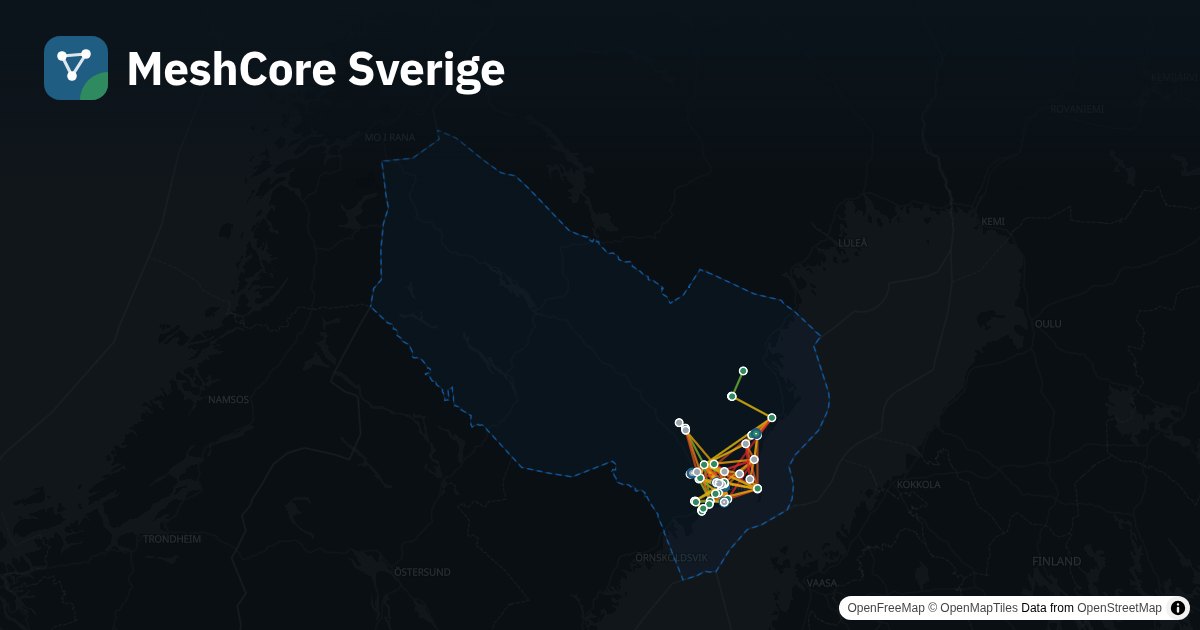 MeshCore Sverige
KEMIJÄRVI
ROVANIEMI
MO I RANA
KEMI
LULEÅ
OULU
NAMSOS
KOKKOLA
TRONDHEIM
ÖRNSKÖLDSVIK
FINLAND
ÖSTERSUND
VAASA
OpenFreeMap © OpenMapTiles Data from OpenStreetMap